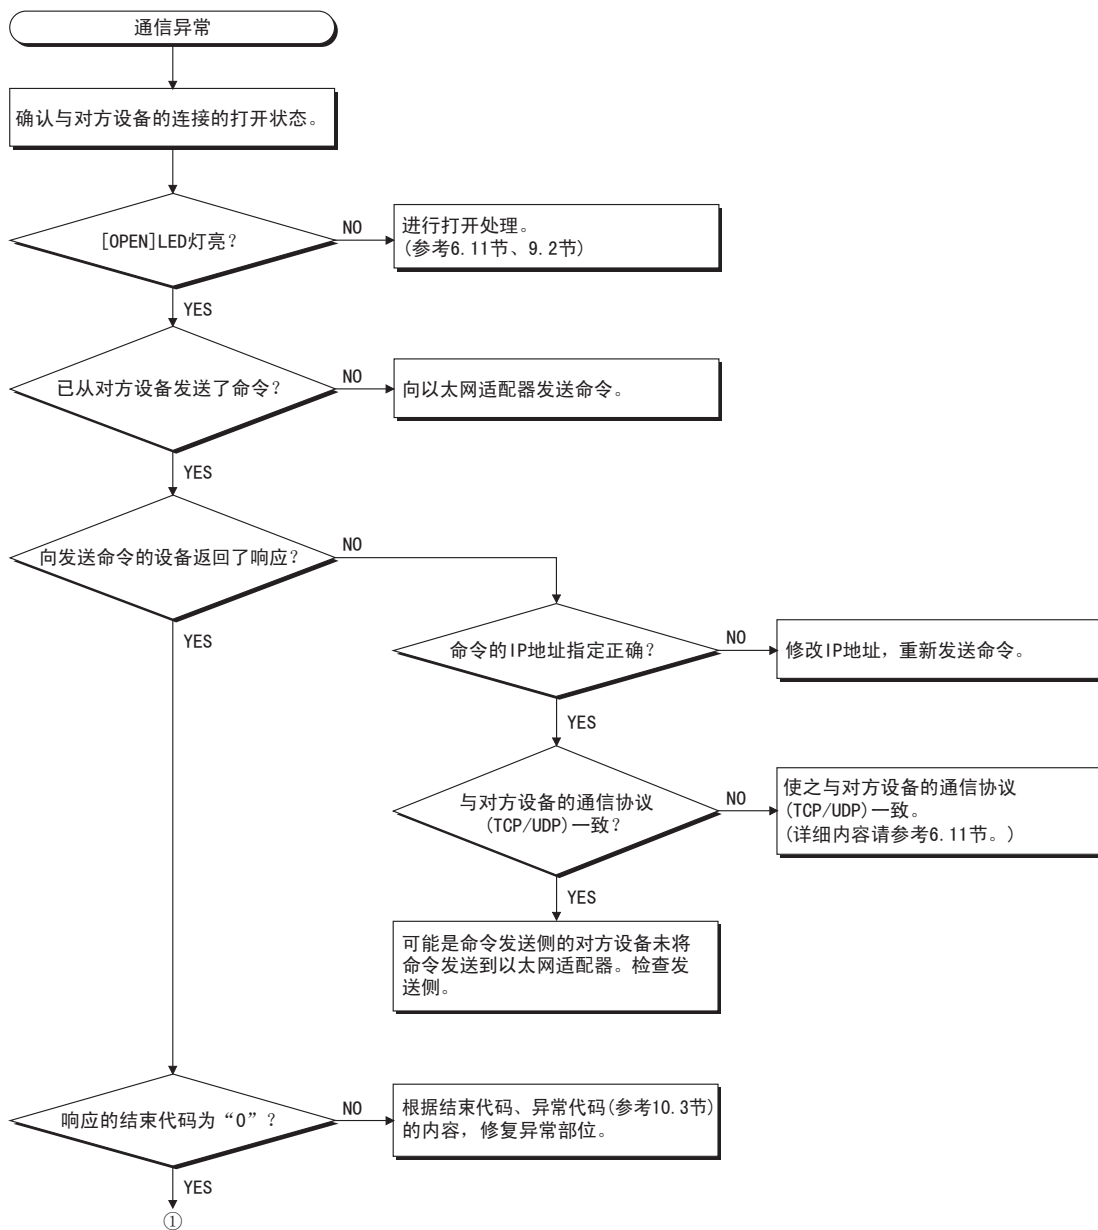 通信异常
确认与对方设备的连接的打开状态。
[OPEN]LED灯亮？
NO
进行打开处理。
(参考6.11节、9.2节)
YES
已从对方设备发送了命令？
NO
向以太网适配器发送命令。
YES
向发送命令的设备返回了响应？
NO
YES
命令的IP地址指定正确？
NO
修改IP地址，重新发送命令。
YES
与对方设备的通信协议
(TCP/UDP)一致？
NO
使之与对方设备的通信协议
(TCP/UDP)一致。
(详细内容请参考6.11节。)
YES
可能是命令发送侧的对方设备未将
命令发送到以太网适配器。检查发
送侧。
响应的结束代码为“0”？
NO
根据结束代码、异常代码(参考10.3节)
的内容，修复异常部位。
YES
①